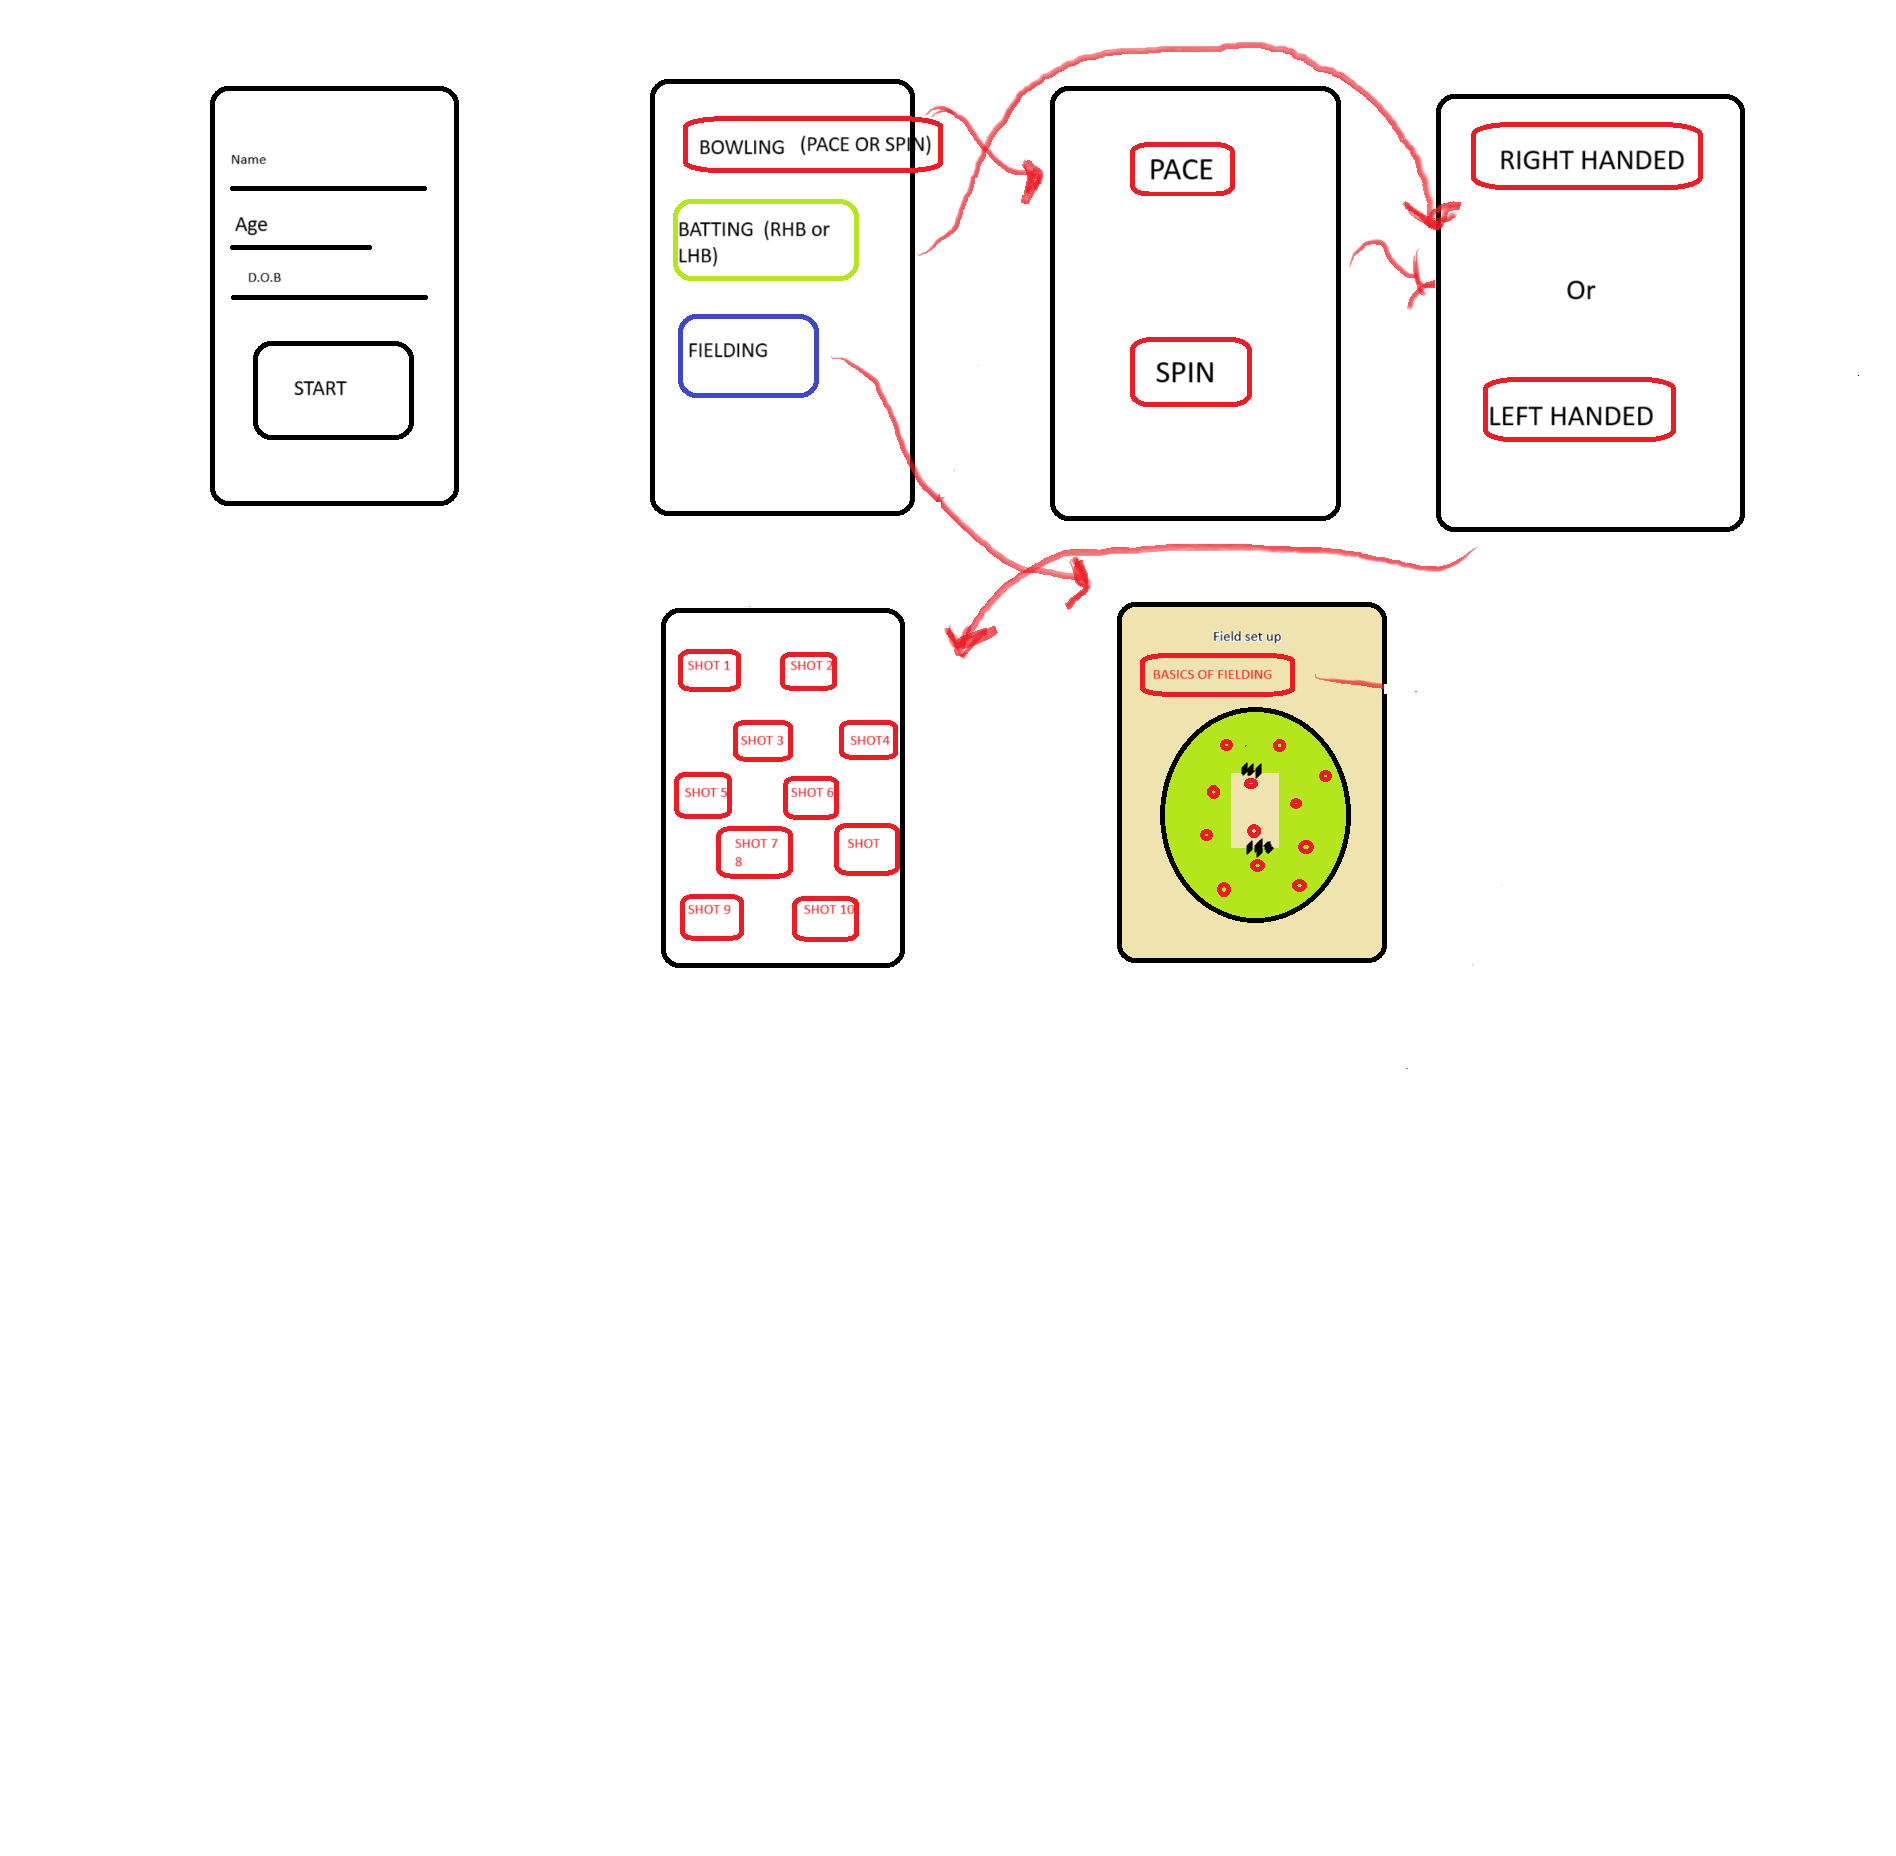 Name
Age
D.O.B
START
BOWLING (PACE OR SPIN)
BATTING (RHB or
LHB)
FIELDING
PACE
SPIN
RIGHT HANDED
Or
LEFT HANDED
SHOT 1 SHOT 2
SHOT 3 SHOT4
SHOT 5 SHOT 6
SHOT 7 SHOT
8
SHOT 9 SHOT 10
Field set up
BASICS OF FIELDING